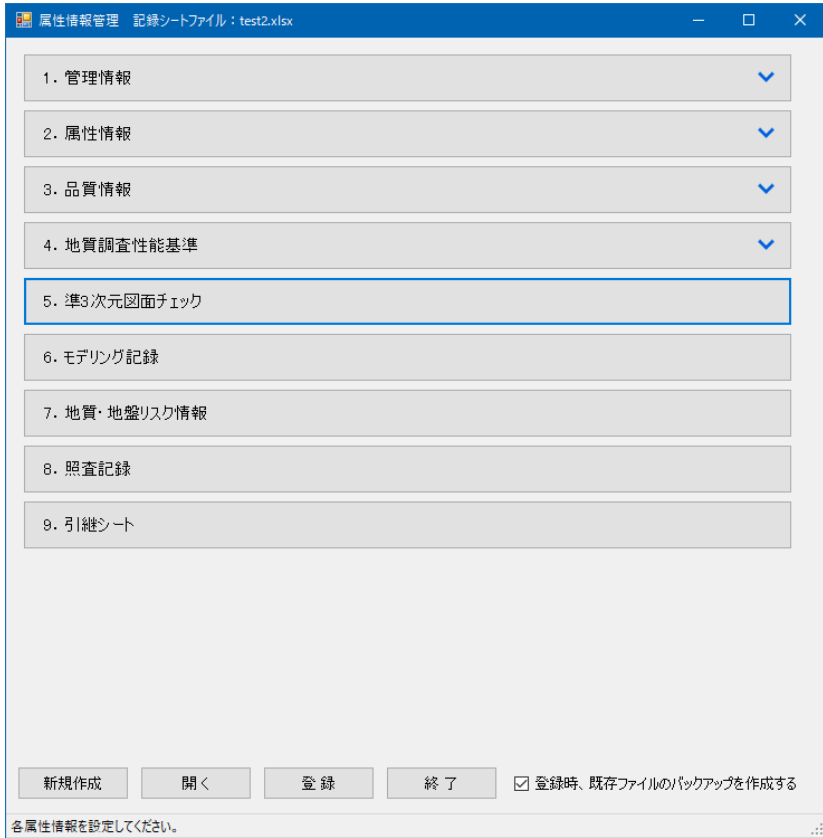 属性情報管理　記録シートファイル：test2.xlsx
1. 管理情報
2. 属性情報
3. 品質情報
4. 地質調査性能基準
5. 準3次元図面チェック
6. モデリング記録
7. 地質・地盤リスク情報
8. 照査記録
9. 引継シート
新規作成 開く 登録 終了 登録時、既存ファイルのバックアップを作成する
各属性情報を設定してください。